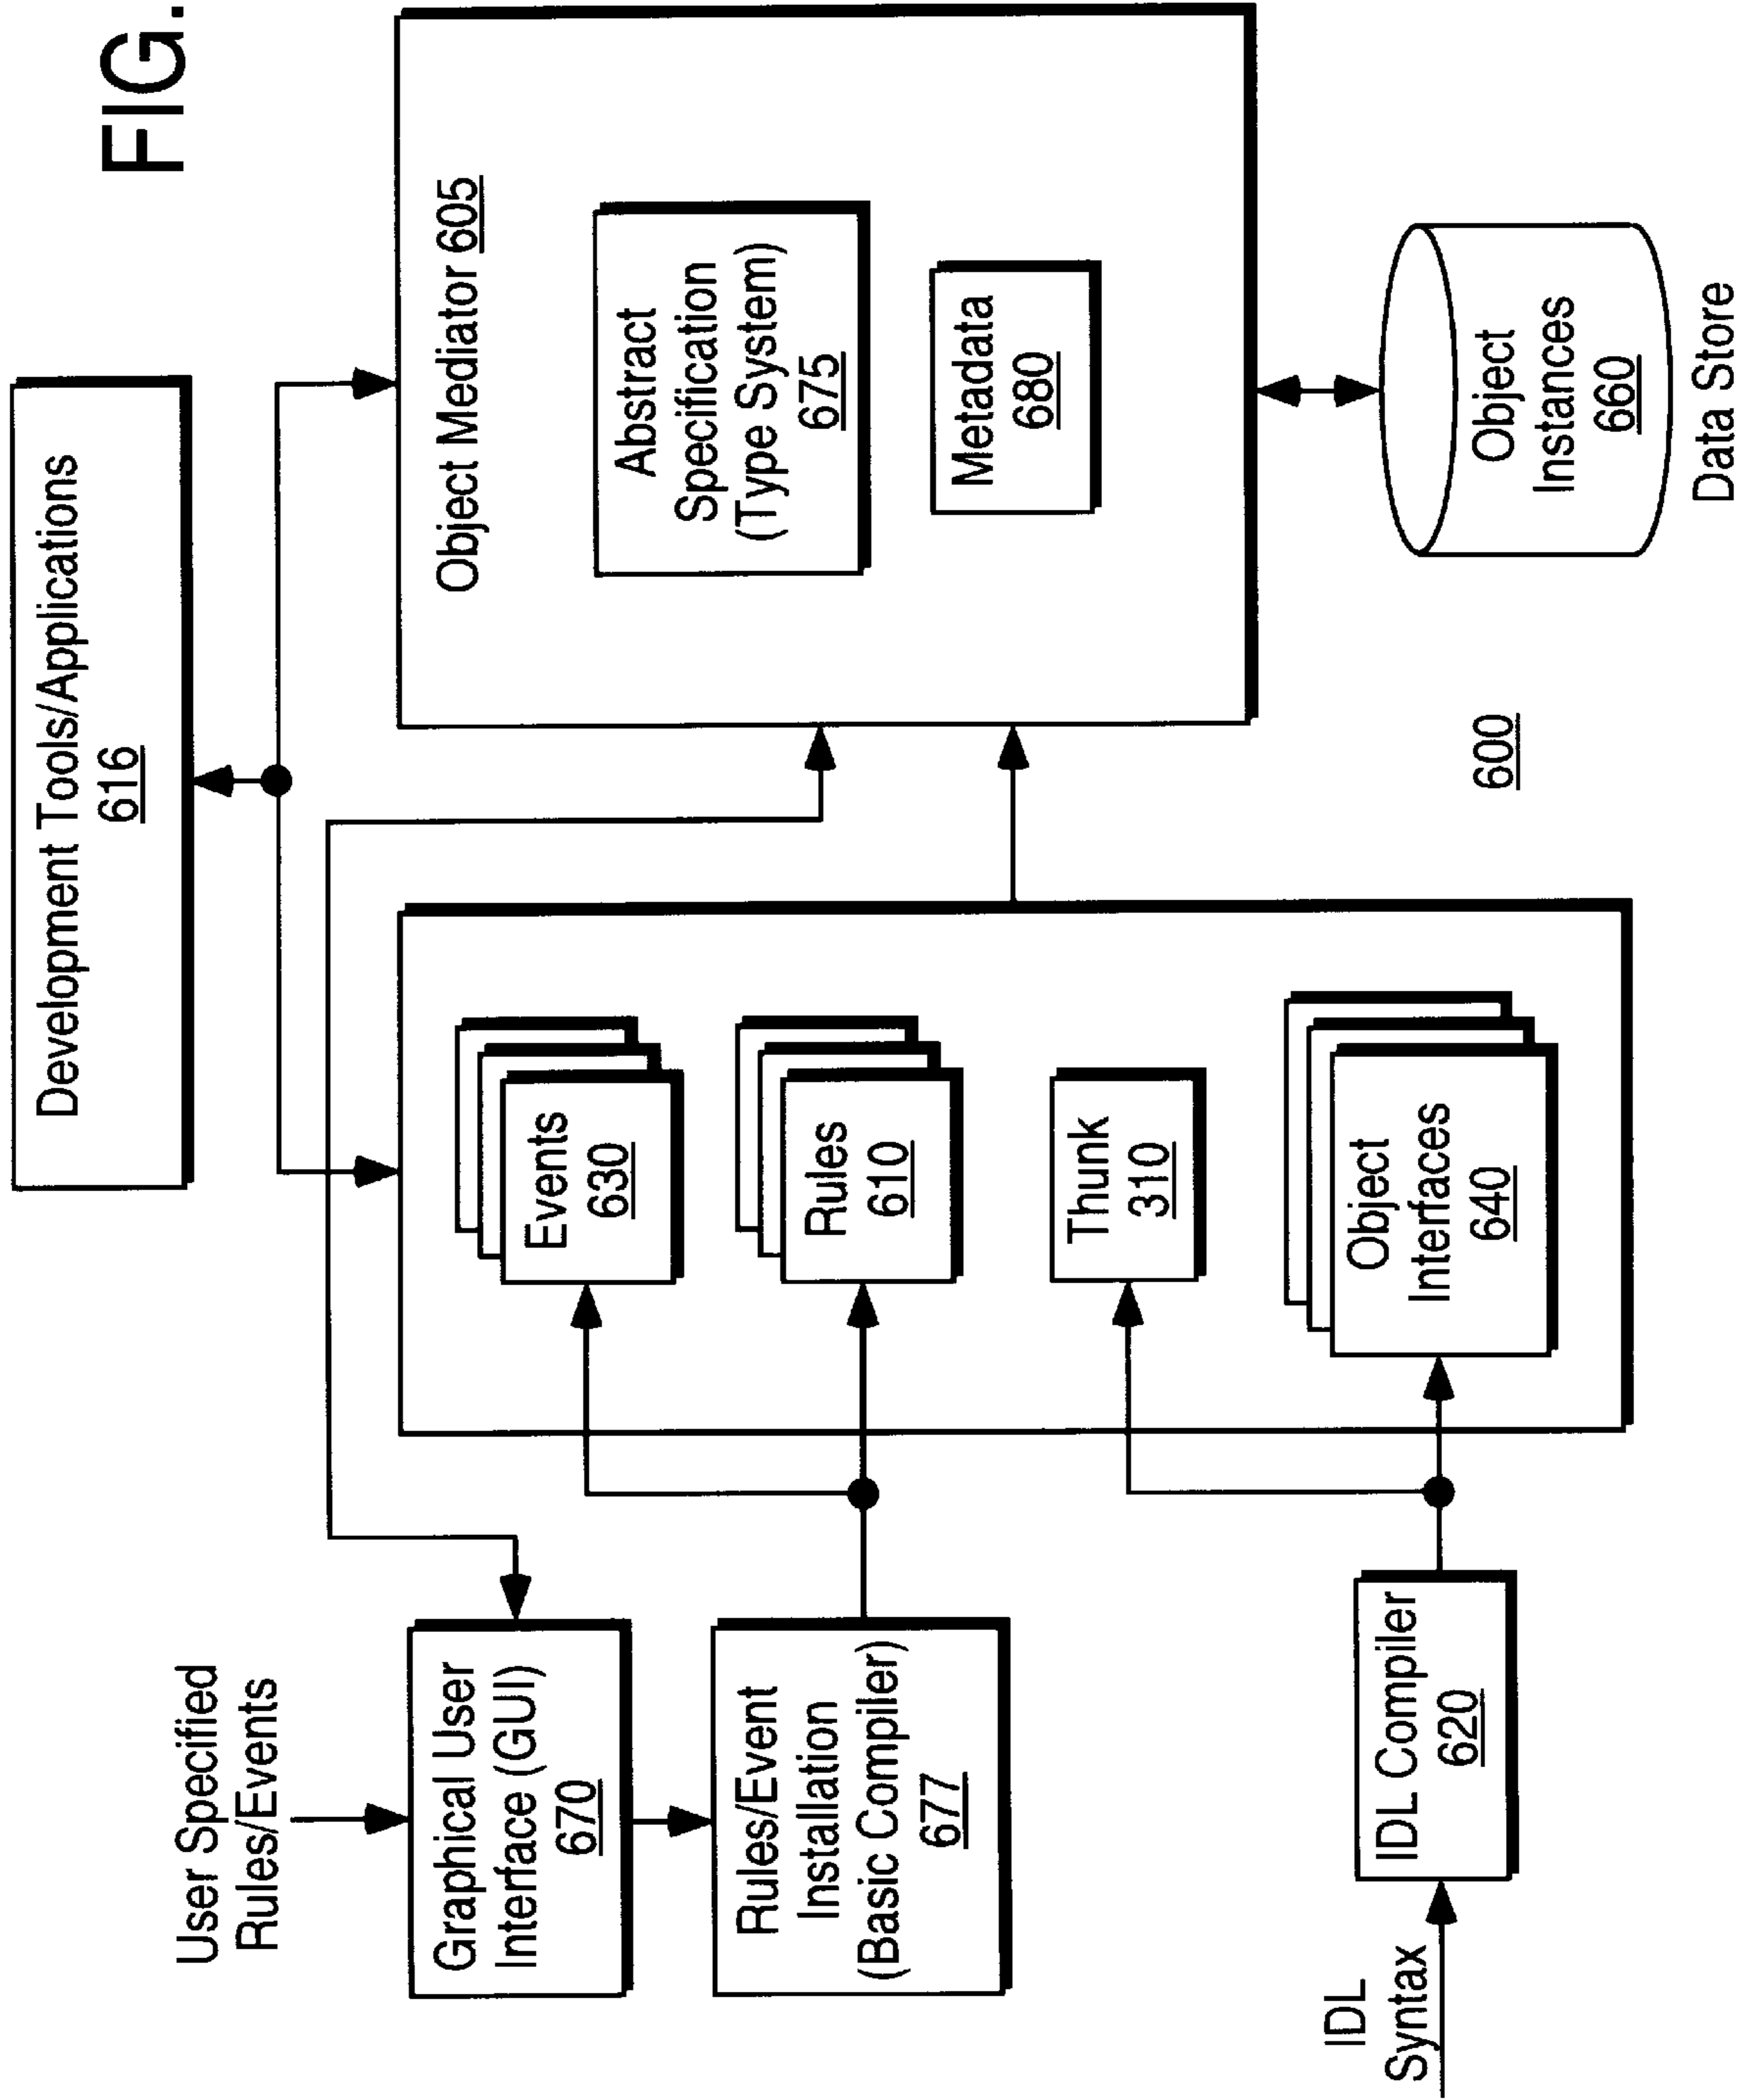 FIG.
Development Tools/Applications
616
User Specified
Rules/Events
Graphical User
Interface (GUI)
670
Rules/Event
Installation
(Basic Compiler)
677
IDL
Syntax
IDL Compiler
620
Events
630
Rules
610
Thunk
310
Object
Interfaces
640
Object Mediator 605
Abstract
Specification
(Type System)
675
Metadata
680
Object
Instances
660
Data Store
600